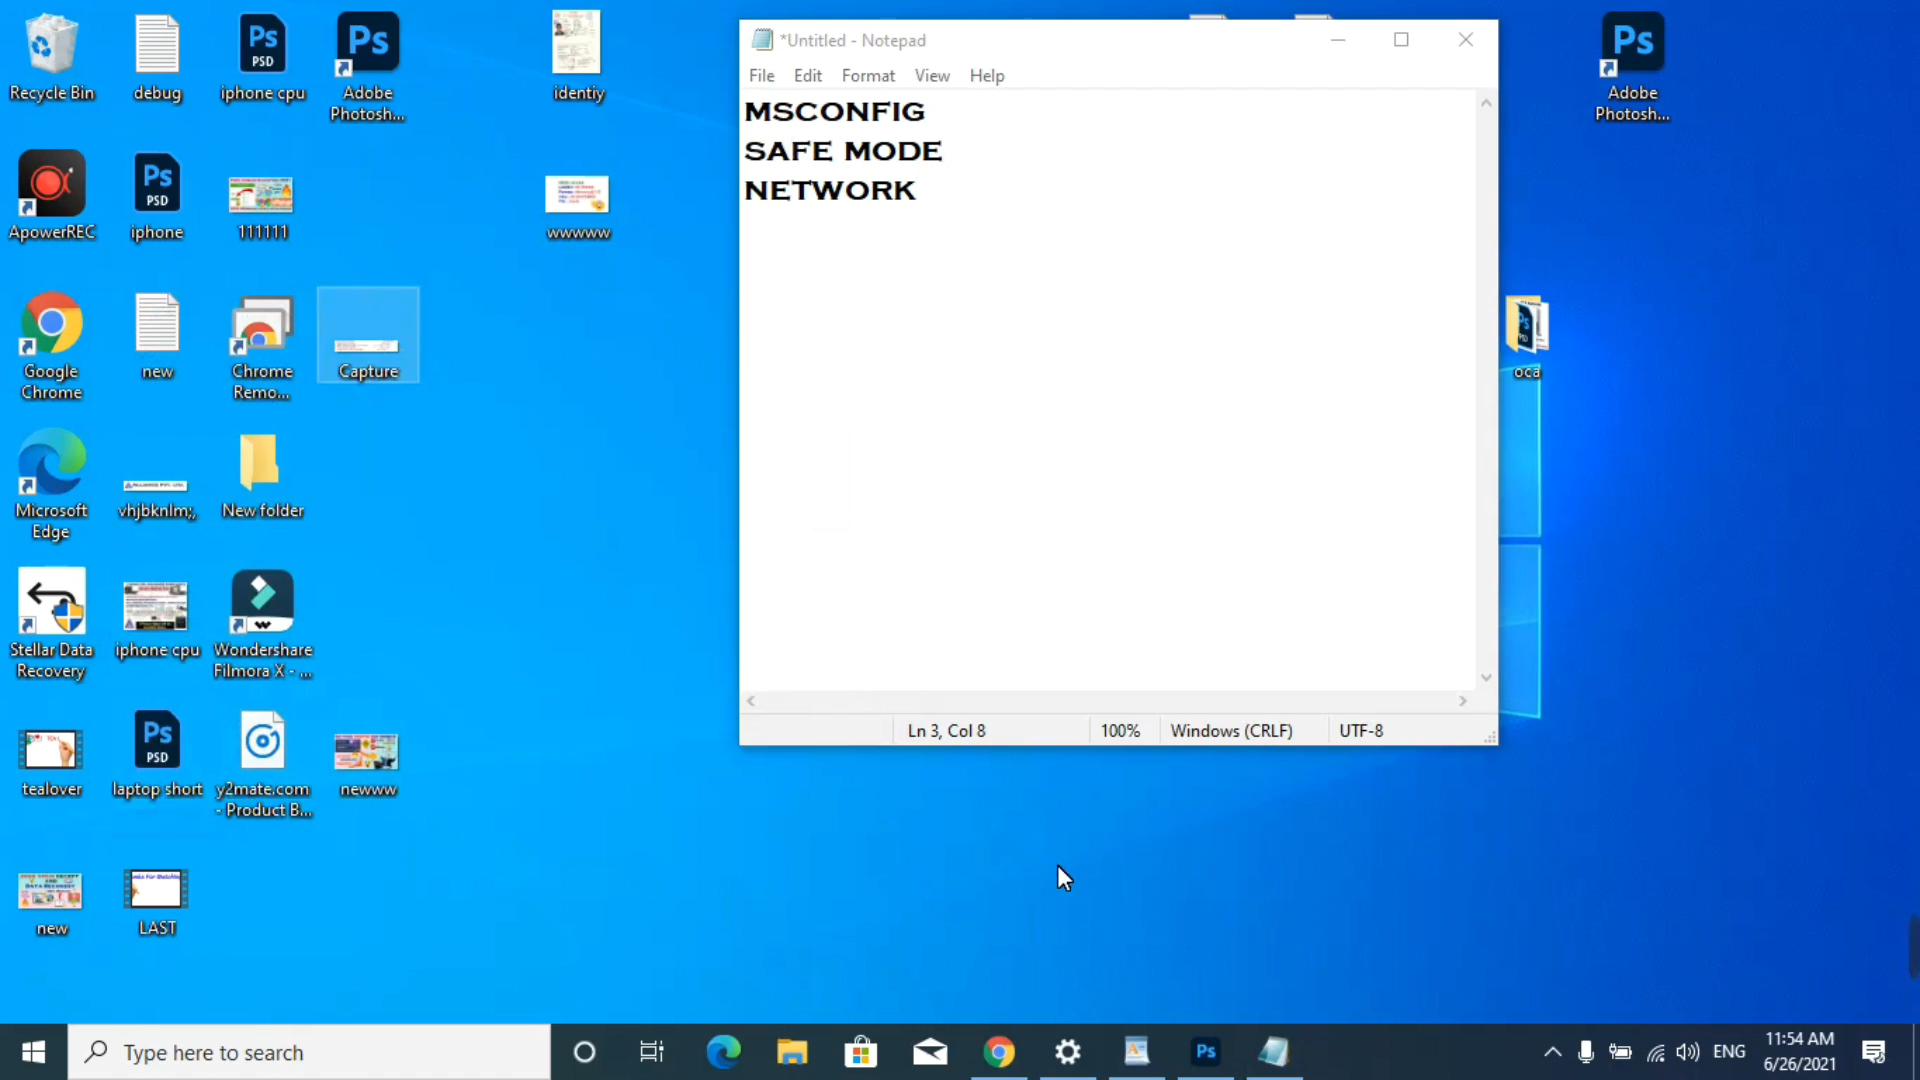 *Untitled - Notepad
File Edit Format View Help
MSCONFIG
SAFE MODE
NETWORK
Ln 3, Col 8 100% Windows (CRLF) UTF-8
Recycle Bin
debug
iphone cpu
Adobe
Photosh...
identiy
Adobe
Photosh...
ApowerREC
iphone
111111
wwwww
Google
Chrome
new
Chrome
Remo...
Capture
oca
Microsoft
Edge
vhjbknlm;,
New folder
Stellar Data
Recovery
iphone cpu
Wondershare
Filmora X - ...
tealover
laptop short
y2mate.com
- Product B...
newww
new
LAST
Type here to search
ENG
11:54 AM
6/26/2021